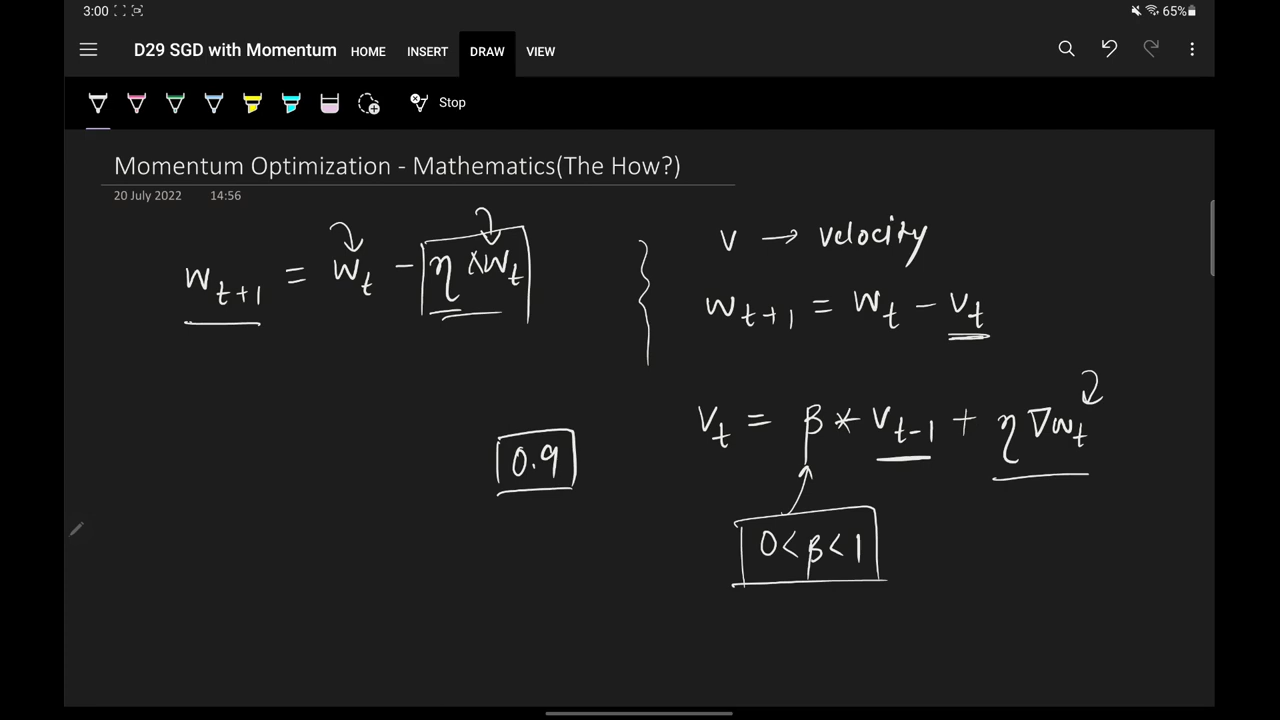 3:00 65%
D29 SGD with Momentum HOME INSERT DRAW VIEW
Stop
Momentum Optimization - Mathematics(The How?)
20 July 2022 14:56
w_{t+1} = w_t - η ∇w_t
v → velocity
w_{t+1} = w_t - v_t
v_t = β * v_{t-1} + η ∇w_t
0.9
0 < β < 1